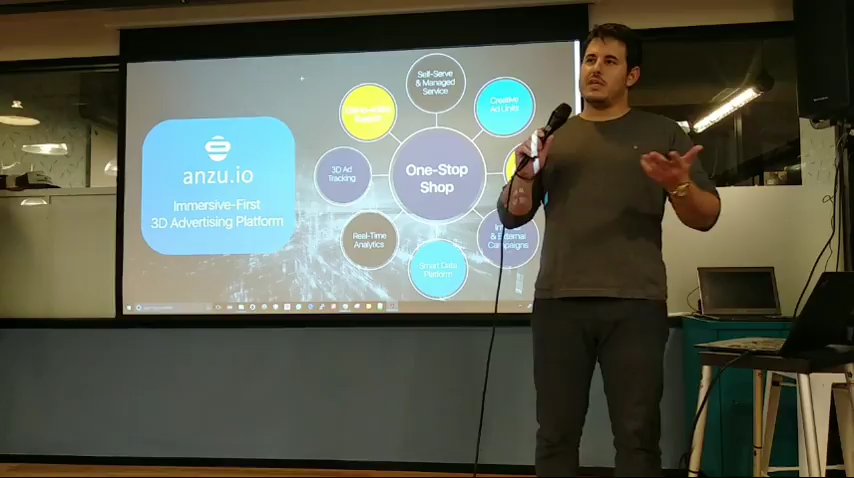 anzu.io
Immersive-First
3D Advertising Platform
Self-Serve
& Managed
Service
Creative
Ad Units
3D Ad
Tracking
One-Stop
Shop
Real-Time
Analytics
& External
Campaigns
Smart Data
Platform